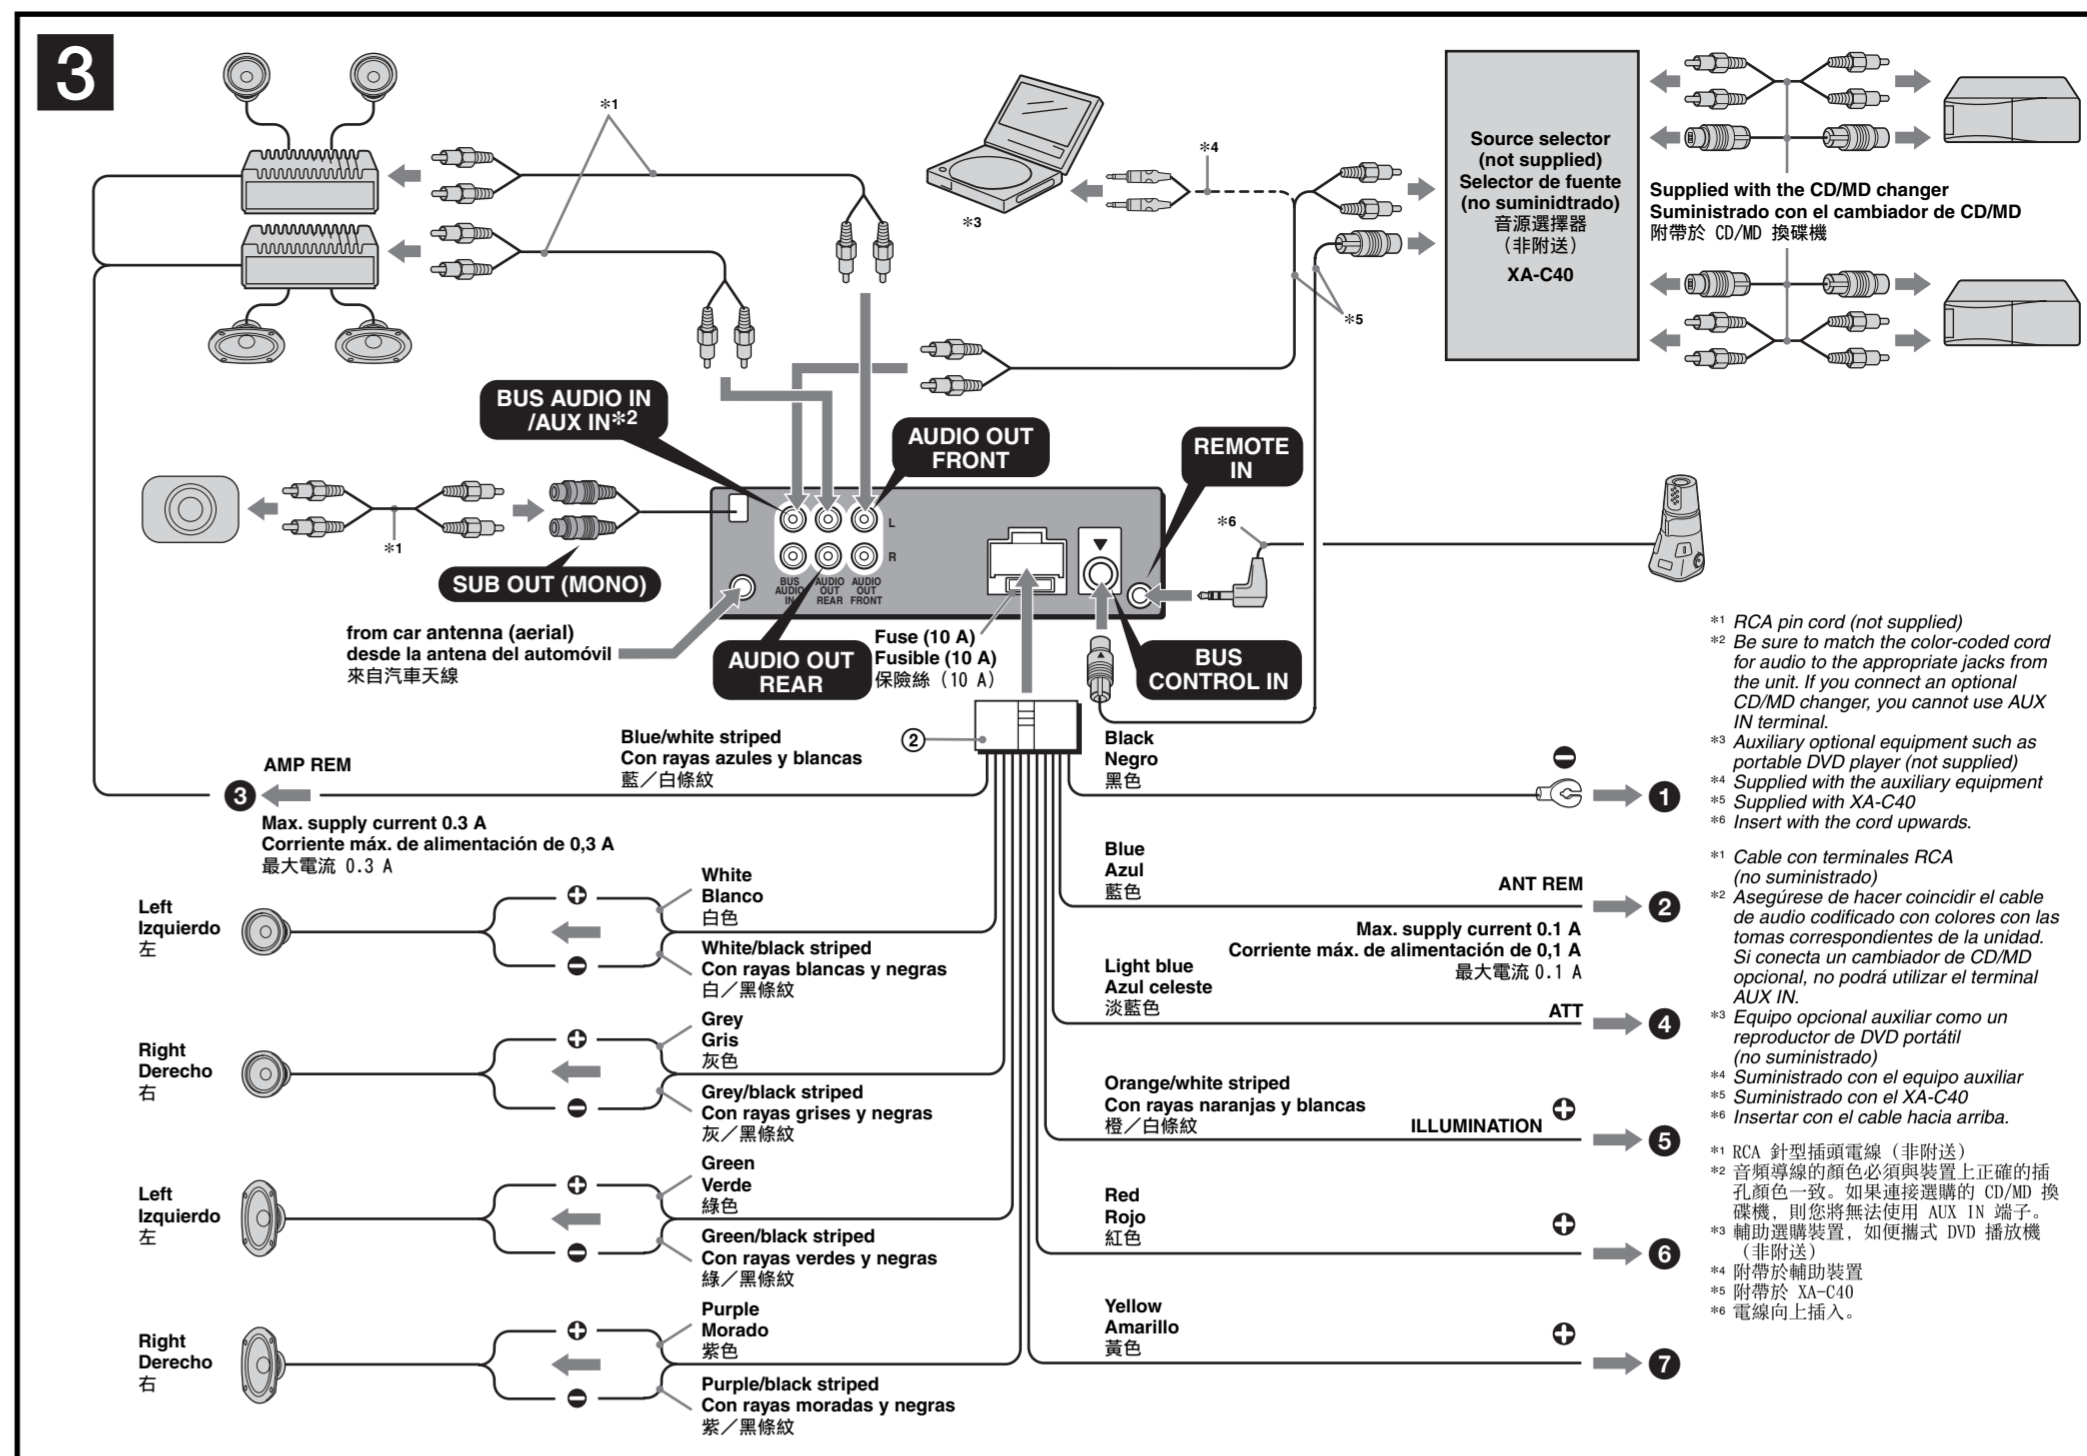 3
*1
*4
*3
*5
Source selector
(not supplied)
Selector de fuente
(no suminidtrado)
音源選擇器
（非附送）
XA-C40
Supplied with the CD/MD changer
Suministrado con el cambiador de CD/MD
附帶於 CD/MD 換碟機
BUS AUDIO IN
/AUX IN*2
AUDIO OUT
FRONT
REMOTE
IN
*6
*1
SUB OUT (MONO)
L
R
BUS
AUDIO
IN
AUDIO
OUT
REAR
AUDIO
OUT
FRONT
from car antenna (aerial)
desde la antena del automóvil
來自汽車天線
AUDIO OUT
REAR
Fuse (10 A)
Fusible (10 A)
保險絲（10 A）
BUS
CONTROL IN
2
Blue/white striped
Con rayas azules y blancas
藍／白條紋
AMP REM
3
Max. supply current 0.3 A
Corriente máx. de alimentación de 0,3 A
最大電流 0.3 A
Left
Izquierdo
左
White
Blanco
白色
White/black striped
Con rayas blancas y negras
白／黑條紋
Right
Derecho
右
Grey
Gris
灰色
Grey/black striped
Con rayas grises y negras
灰／黑條紋
Left
Izquierdo
左
Green
Verde
綠色
Green/black striped
Con rayas verdes y negras
綠／黑條紋
Right
Derecho
右
Purple
Morado
紫色
Purple/black striped
Con rayas moradas y negras
紫／黑條紋
Black
Negro
黑色
1
Blue
Azul
藍色
ANT REM
2
Max. supply current 0.1 A
Corriente máx. de alimentación de 0,1 A
最大電流 0.1 A
Light blue
Azul celeste
淡藍色
ATT
4
Orange/white striped
Con rayas naranjas y blancas
橙／白條紋
ILLUMINATION
5
Red
Rojo
紅色
6
Yellow
Amarillo
黃色
7
*1 RCA pin cord (not supplied)
*2 Be sure to match the color-coded cord
for audio to the appropriate jacks from
the unit. If you connect an optional
CD/MD changer, you cannot use AUX
IN terminal.
*3 Auxiliary optional equipment such as
portable DVD player (not supplied)
*4 Supplied with the auxiliary equipment
*5 Supplied with XA-C40
*6 Insert with the cord upwards.
*1 Cable con terminales RCA
(no suministrado)
*2 Asegúrese de hacer coincidir el cable
de audio codificado con colores con las
tomas correspondientes de la unidad.
Si conecta un cambiador de CD/MD
opcional, no podrá utilizar el terminal
AUX IN.
*3 Equipo opcional auxiliar como un
reproductor de DVD portátil
(no suministrado)
*4 Suministrado con el equipo auxiliar
*5 Suministrado con el XA-C40
*6 Insertar con el cable hacia arriba.
*1 RCA 針型插頭電線（非附送）
*2 音頻導線的顏色必須與裝置上正確的插
孔顏色一致。如果連接選購的 CD/MD 換
碟機，則您將無法使用 AUX IN 端子。
*3 輔助選購裝置，如便攜式 DVD 播放機
（非附送）
*4 附帶於輔助裝置
*5 附帶於 XA-C40
*6 電線向上插入。